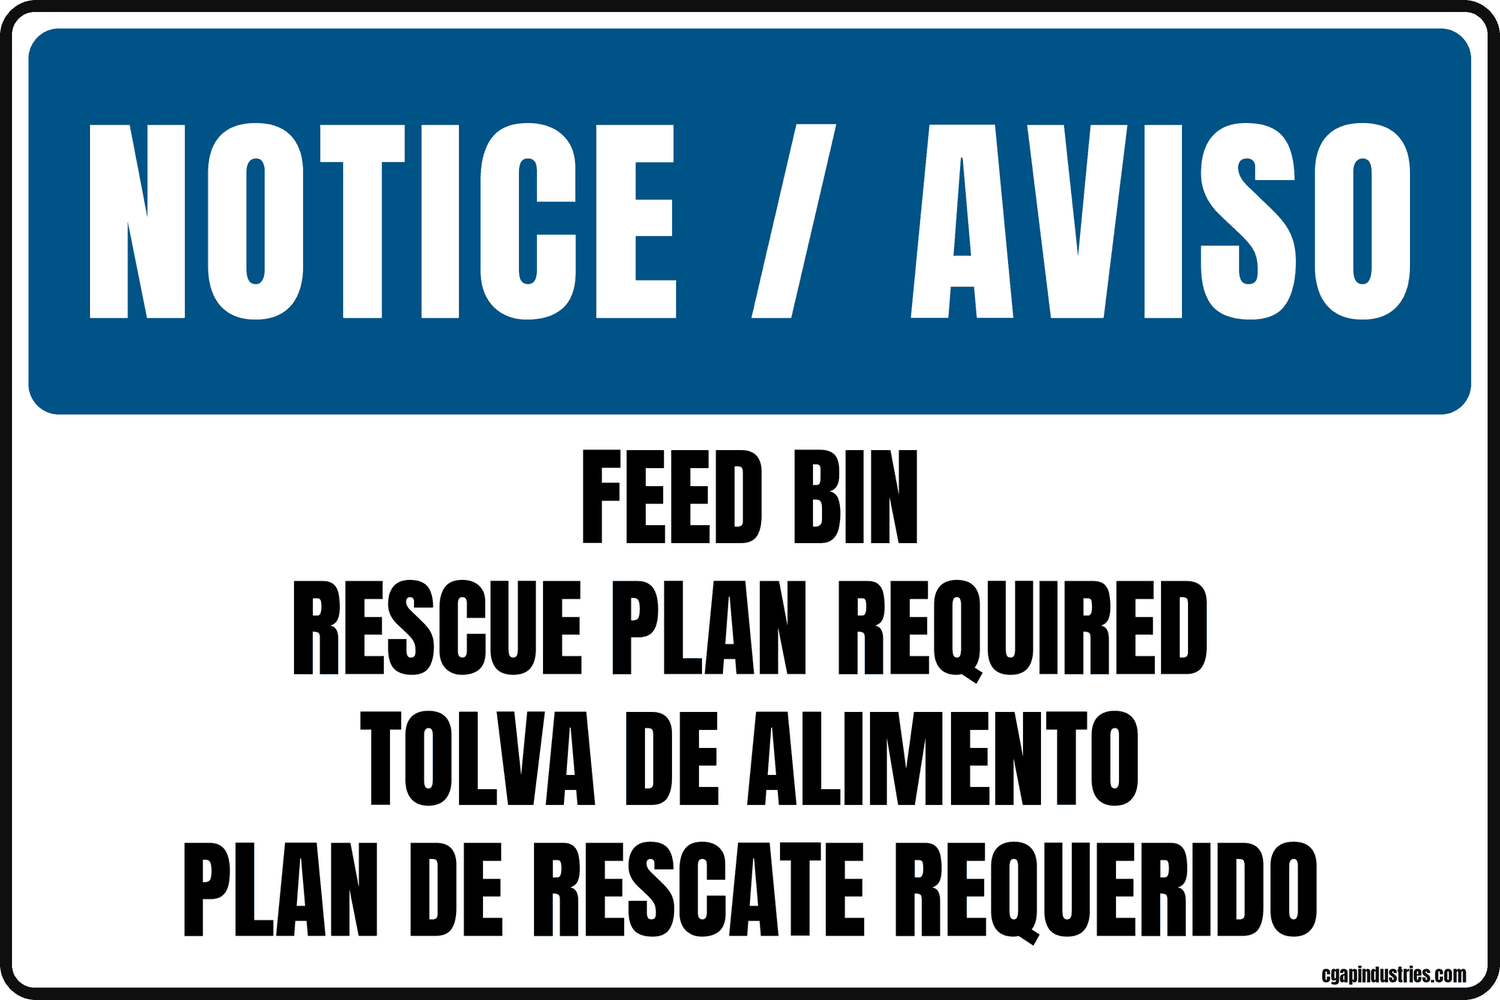 NOTICE / AVISO
FEED BIN
RESCUE PLAN REQUIRED
TOLVA DE ALIMENTO
PLAN DE RESCATE REQUERIDO
cgapindustries.com